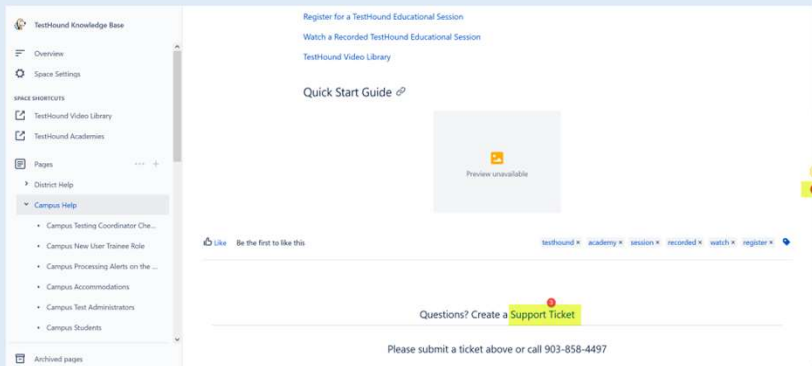 TestHound Knowledge Base
Overview
Space Settings
SPACE SHORTCUTS
TestHound Video Library
TestHound Academies
Pages
District Help
Campus Help
Campus Testing Coordinator Che...
Campus New User Trainee Role
Campus Processing Alerts on the ...
Campus Accommodations
Campus Test Administrators
Campus Students
Archived pages
Register for a TestHound Educational Session
Watch a Recorded TestHound Educational Session
TestHound Video Library
Quick Start Guide
Preview unavailable
Like Be the first to like this
testhound × academy × session × recorded × watch × register ×
Questions? Create a Support Ticket
Please submit a ticket above or call 903-858-4497